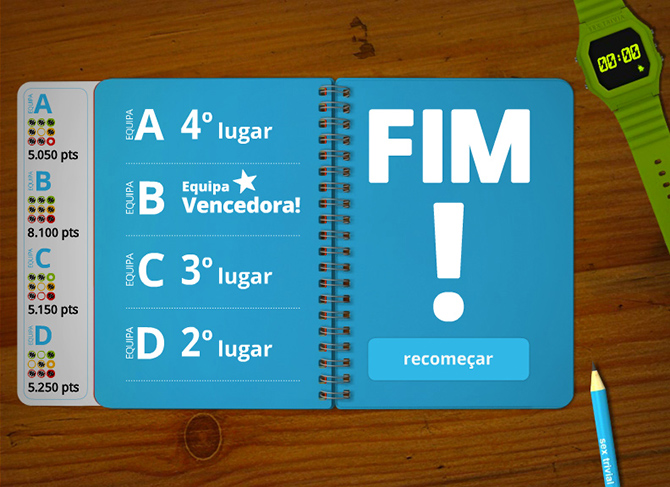 EQUIPA A
5.050 pts
EQUIPA B
8.100 pts
EQUIPA C
5.150 pts
EQUIPA D
5.250 pts
EQUIPA A 4º lugar
EQUIPA B Equipa
Vencedora!
EQUIPA C 3º lugar
EQUIPA D 2º lugar
FIM
!
recomeçar
00:00
sex trivial